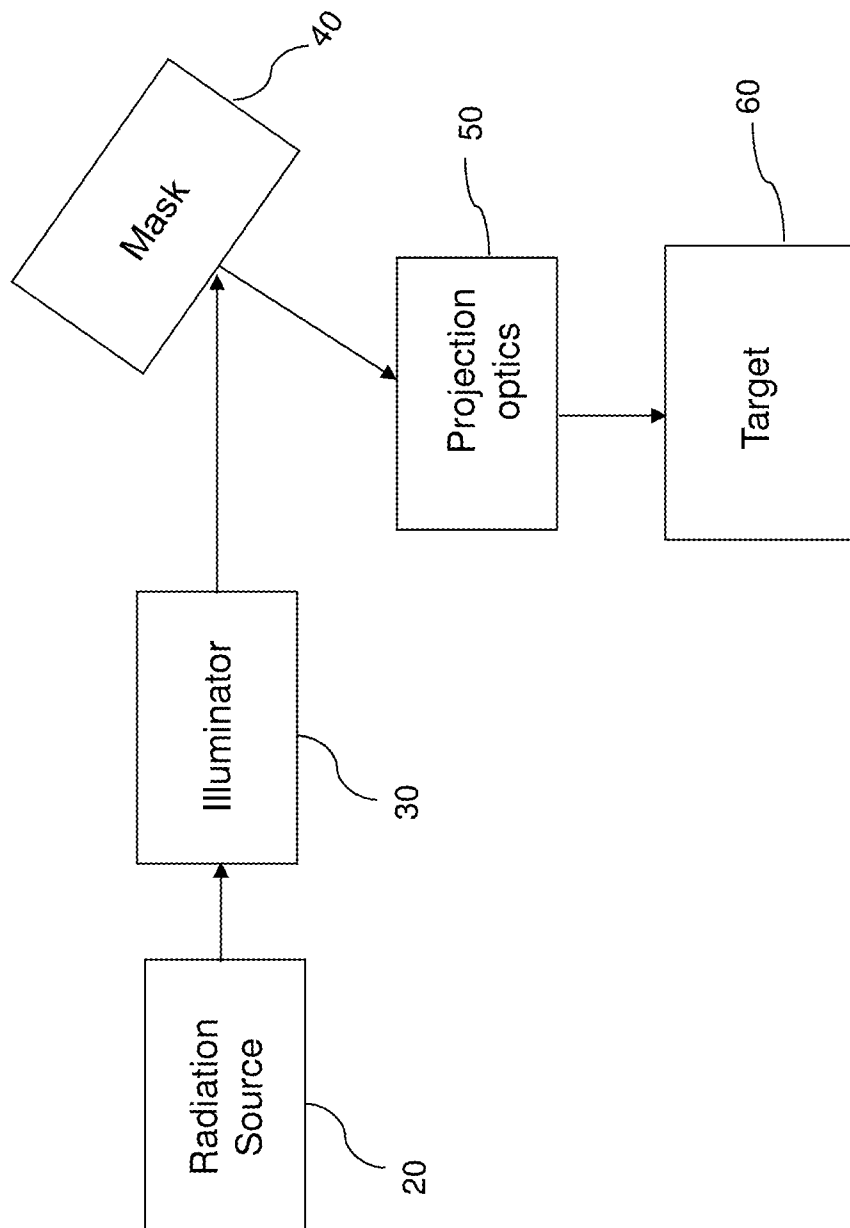 Radiation
Source
20
Illuminator
30
Mask
40
Projection
optics
50
Target
60